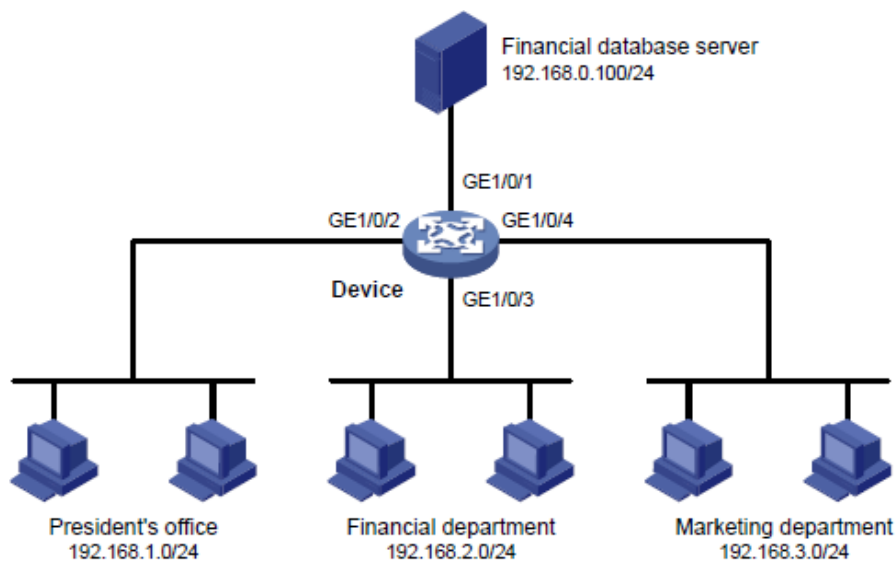 Financial database server
192.168.0.100/24
GE1/0/1
GE1/0/2
GE1/0/4
Device
GE1/0/3
President's office
192.168.1.0/24
Financial department
192.168.2.0/24
Marketing department
192.168.3.0/24